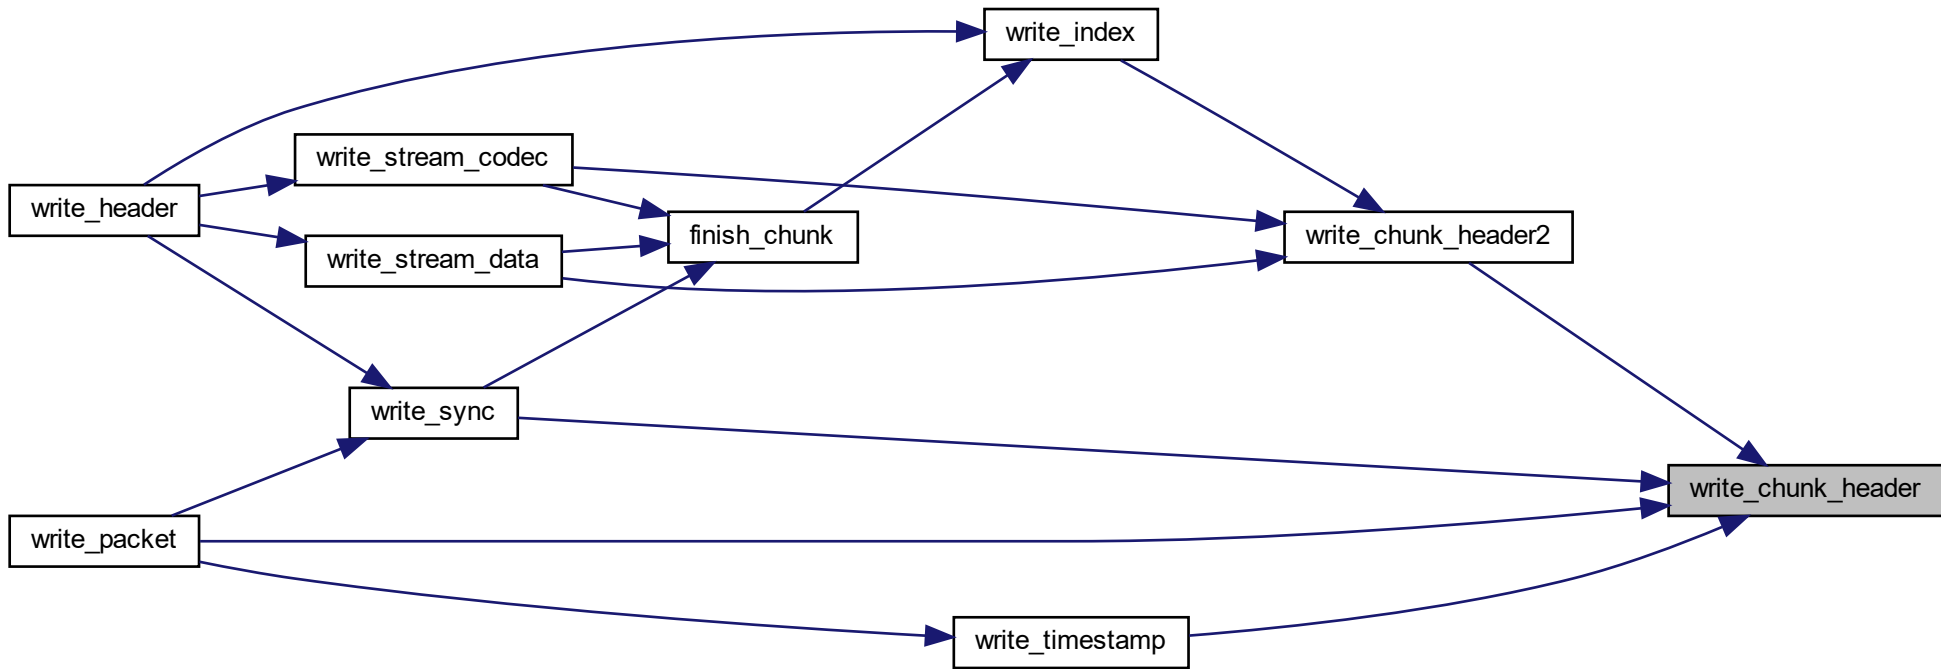 write_index
write_stream_codec
write_header
finish_chunk
write_chunk_header2
write_stream_data
write_sync
write_chunk_header
write_packet
write_timestamp